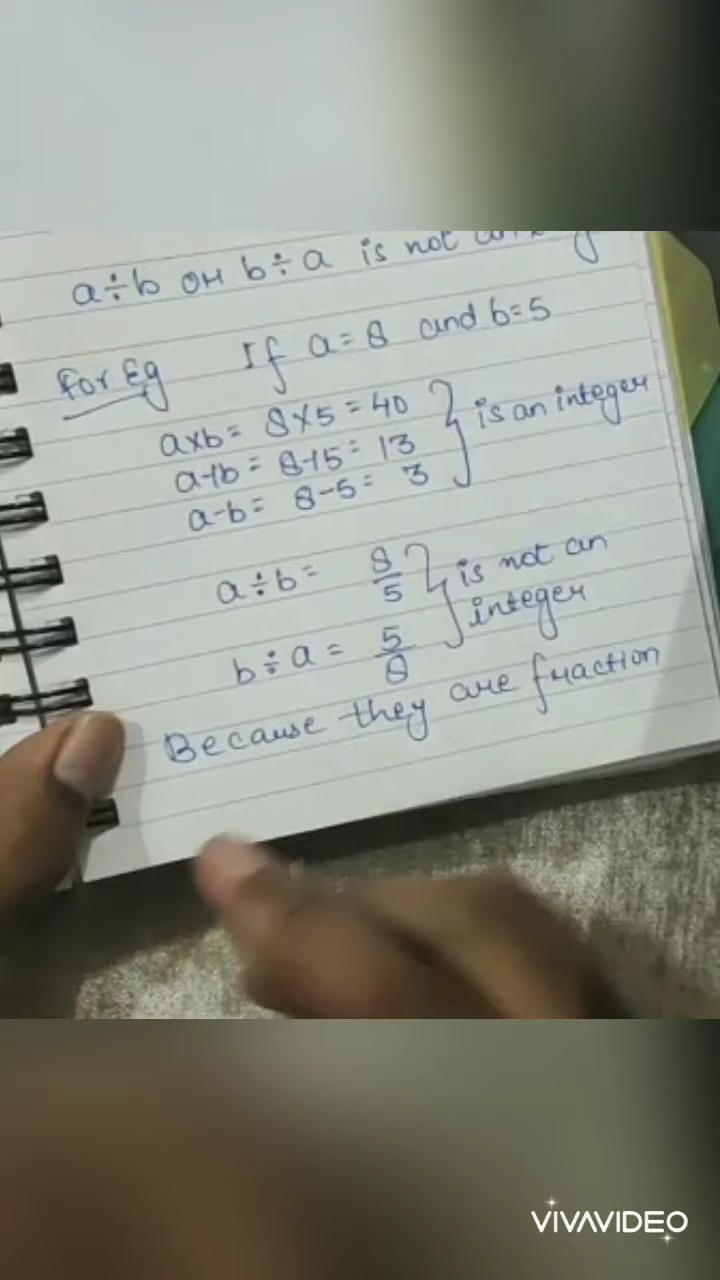 a÷b or b÷a is not
For Eg If a=8 and b=5
a×b= 8×5=40
a+b= 8+5= 13 is an integer
a-b= 8-5= 3
a÷b= 8/5 is not an
integer
b÷a= 5/8
Because they are fraction
VIVAVIDEO